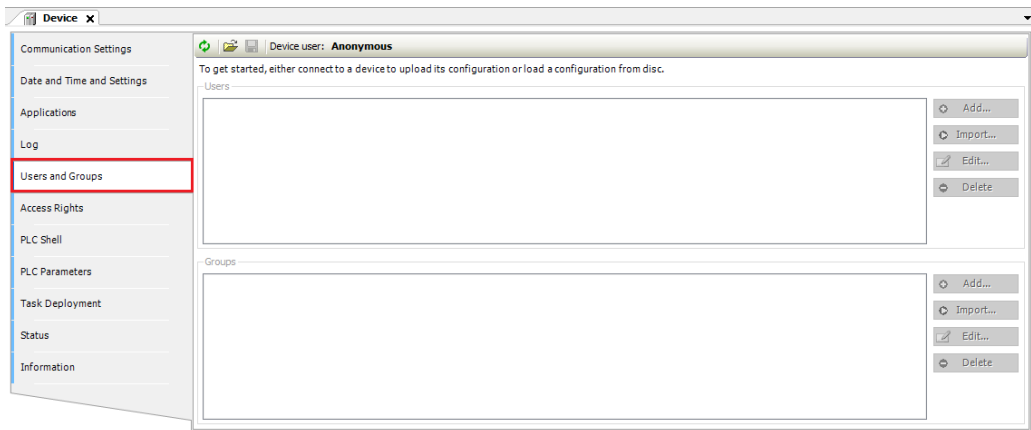 Device
Communication Settings
Date and Time and Settings
Applications
Log
Users and Groups
Access Rights
PLC Shell
PLC Parameters
Task Deployment
Status
Information
Device user: Anonymous
To get started, either connect to a device to upload its configuration or load a configuration from disc.
Users
Add...
Import...
Edit...
Delete
Groups
Add...
Import...
Edit...
Delete